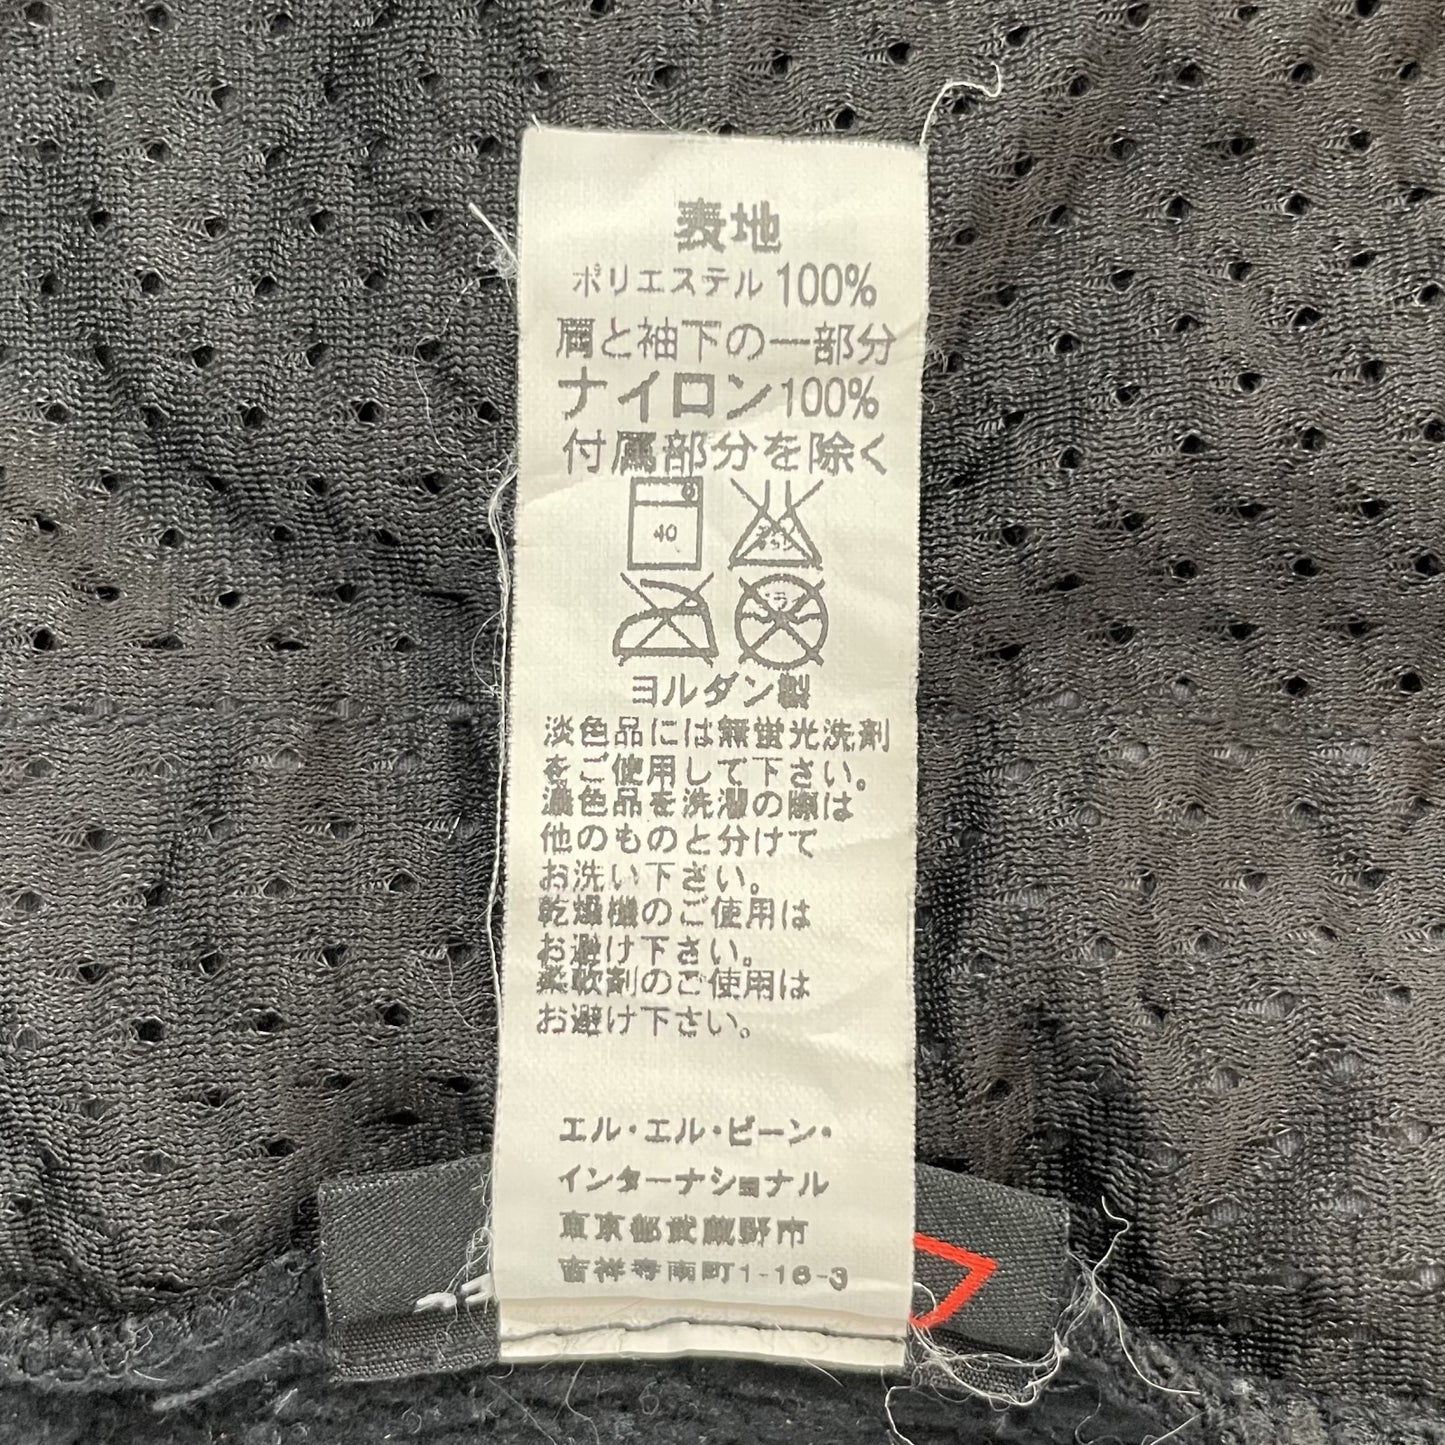 表地
ポリエステル 100%
肩と袖下の一部分
ナイロン100%
付属部分を除く
40
ヨルダン製
淡色品には無蛍光洗剤
をご使用して下さい。
濃色品を洗濯の際は
他のものと分けて
お洗い下さい。
乾燥機のご使用は
お避け下さい。
柔軟剤のご使用は
お避け下さい。
エル・エル・ビーン・
インターナショナル
東京都武蔵野市
吉祥寺南町1-16-3